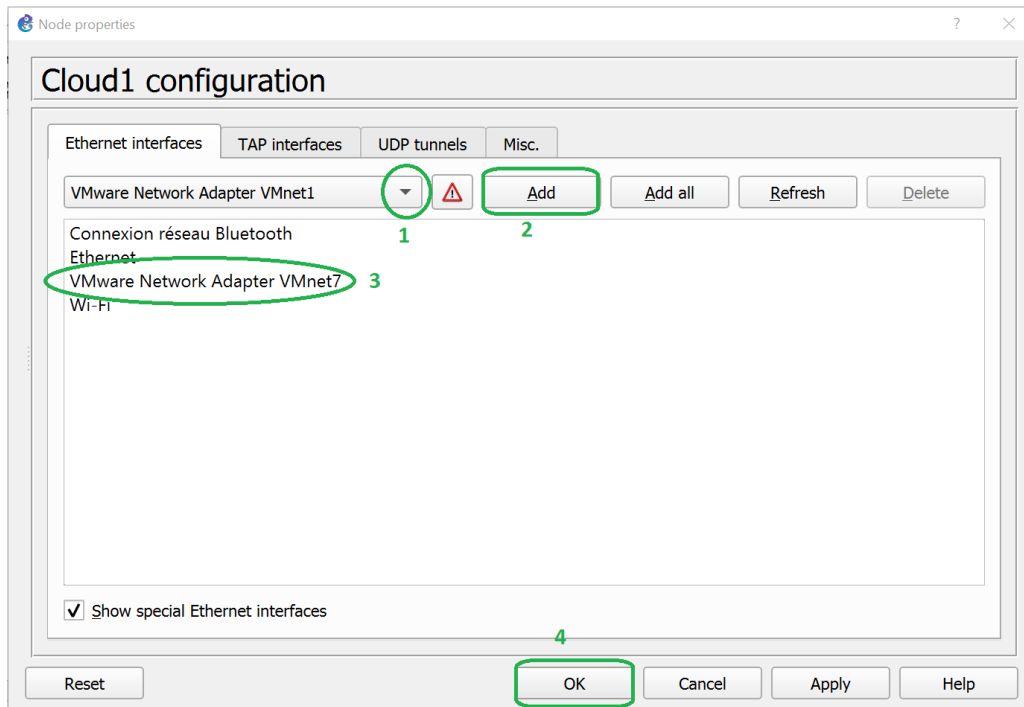 Node properties
?
Cloud1 configuration
Ethernet interfaces TAP interfaces UDP tunnels Misc.
VMware Network Adapter VMnet1 Add Add all Refresh Delete
1 2
Connexion réseau Bluetooth
Ethernet
VMware Network Adapter VMnet7 3
Wi-Fi
Show special Ethernet interfaces
4
Reset OK Cancel Apply Help